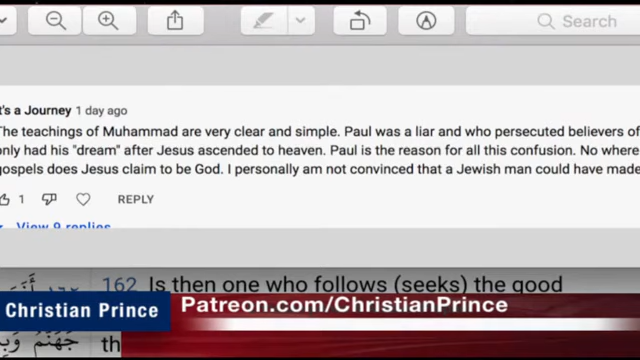 Search
t's a Journey 1 day ago
The teachings of Muhammad are very clear and simple. Paul was a liar and who persecuted believers of
only had his "dream" after Jesus ascended to heaven. Paul is the reason for all this confusion. No where
gospels does Jesus claim to be God. I personally am not convinced that a Jewish man could have made
1 REPLY
View 9 replies
162 Is then one who follows (seeks) the good
Christian Prince
Patreon.com/ChristianPrince
جهنم
th